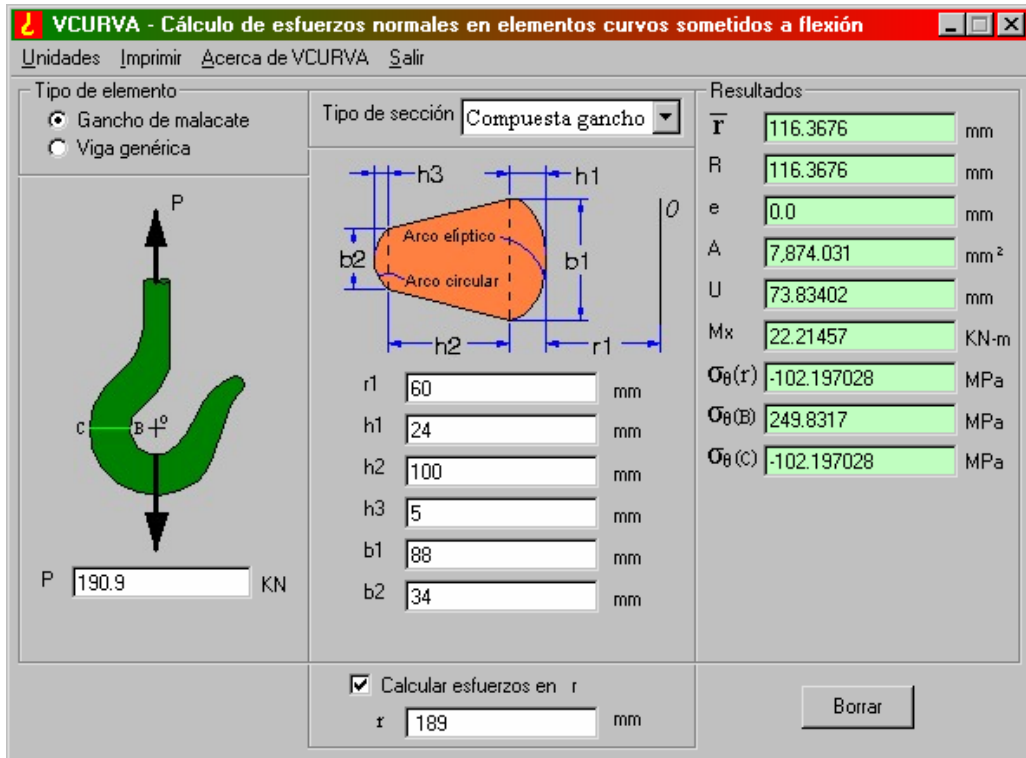 VCURVA - Cálculo de esfuerzos normales en elementos curvos sometidos a flexión
Unidades Imprimir Acerca de VCURVA Salir
Tipo de elemento
Gancho de malacate
Viga genérica
P
C B o
P 190.9 KN
Tipo de sección Compuesta gancho
h3 h1
O
Arco elíptico
b2 b1
Arco circular
h2 r1
r1 60 mm
h1 24 mm
h2 100 mm
h3 5 mm
b1 88 mm
b2 34 mm
Calcular esfuerzos en r
r 189 mm
Resultados
r̅ 116.3676 mm
R 116.3676 mm
e 0.0 mm
A 7,874.031 mm²
U 73.83402 mm
Mx 22.21457 KN-m
σθ(r) -102.197028 MPa
σθ(B) 249.8317 MPa
σθ(C) -102.197028 MPa
Borrar